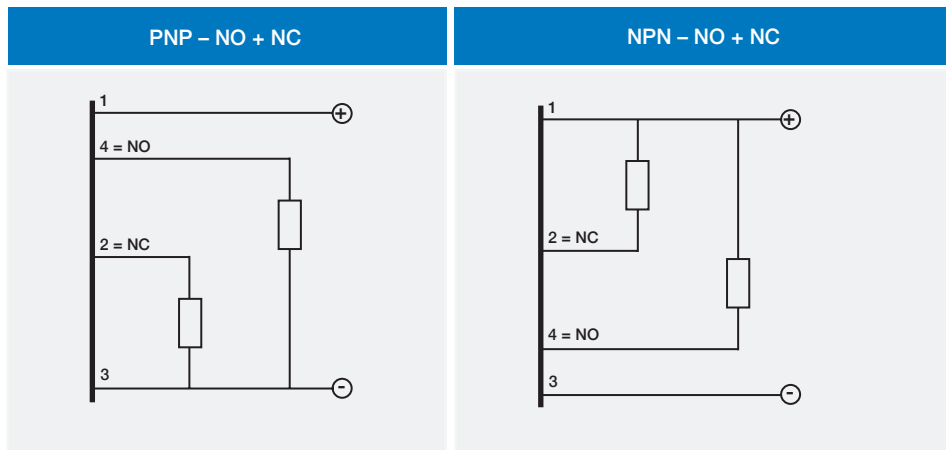 PNP – NO + NC
1
+
4 = NO
2 = NC
3
-
NPN – NO + NC
1
+
2 = NC
4 = NO
3
-